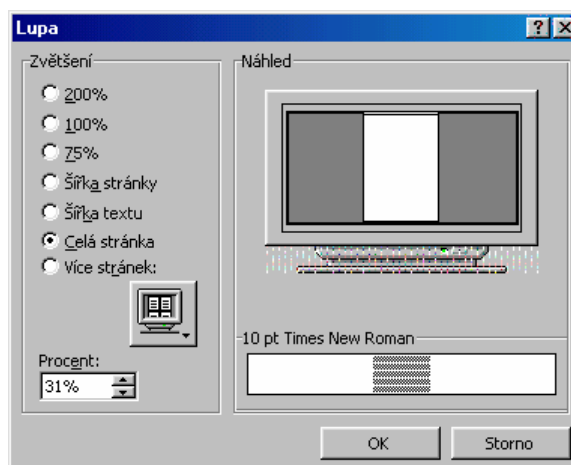 Lupa
Zvětšení
200%
100%
75%
Šířka stránky
Šířka textu
Celá stránka
Více stránek:
Procent:
31%
Náhled
10 pt Times New Roman
OK
Storno